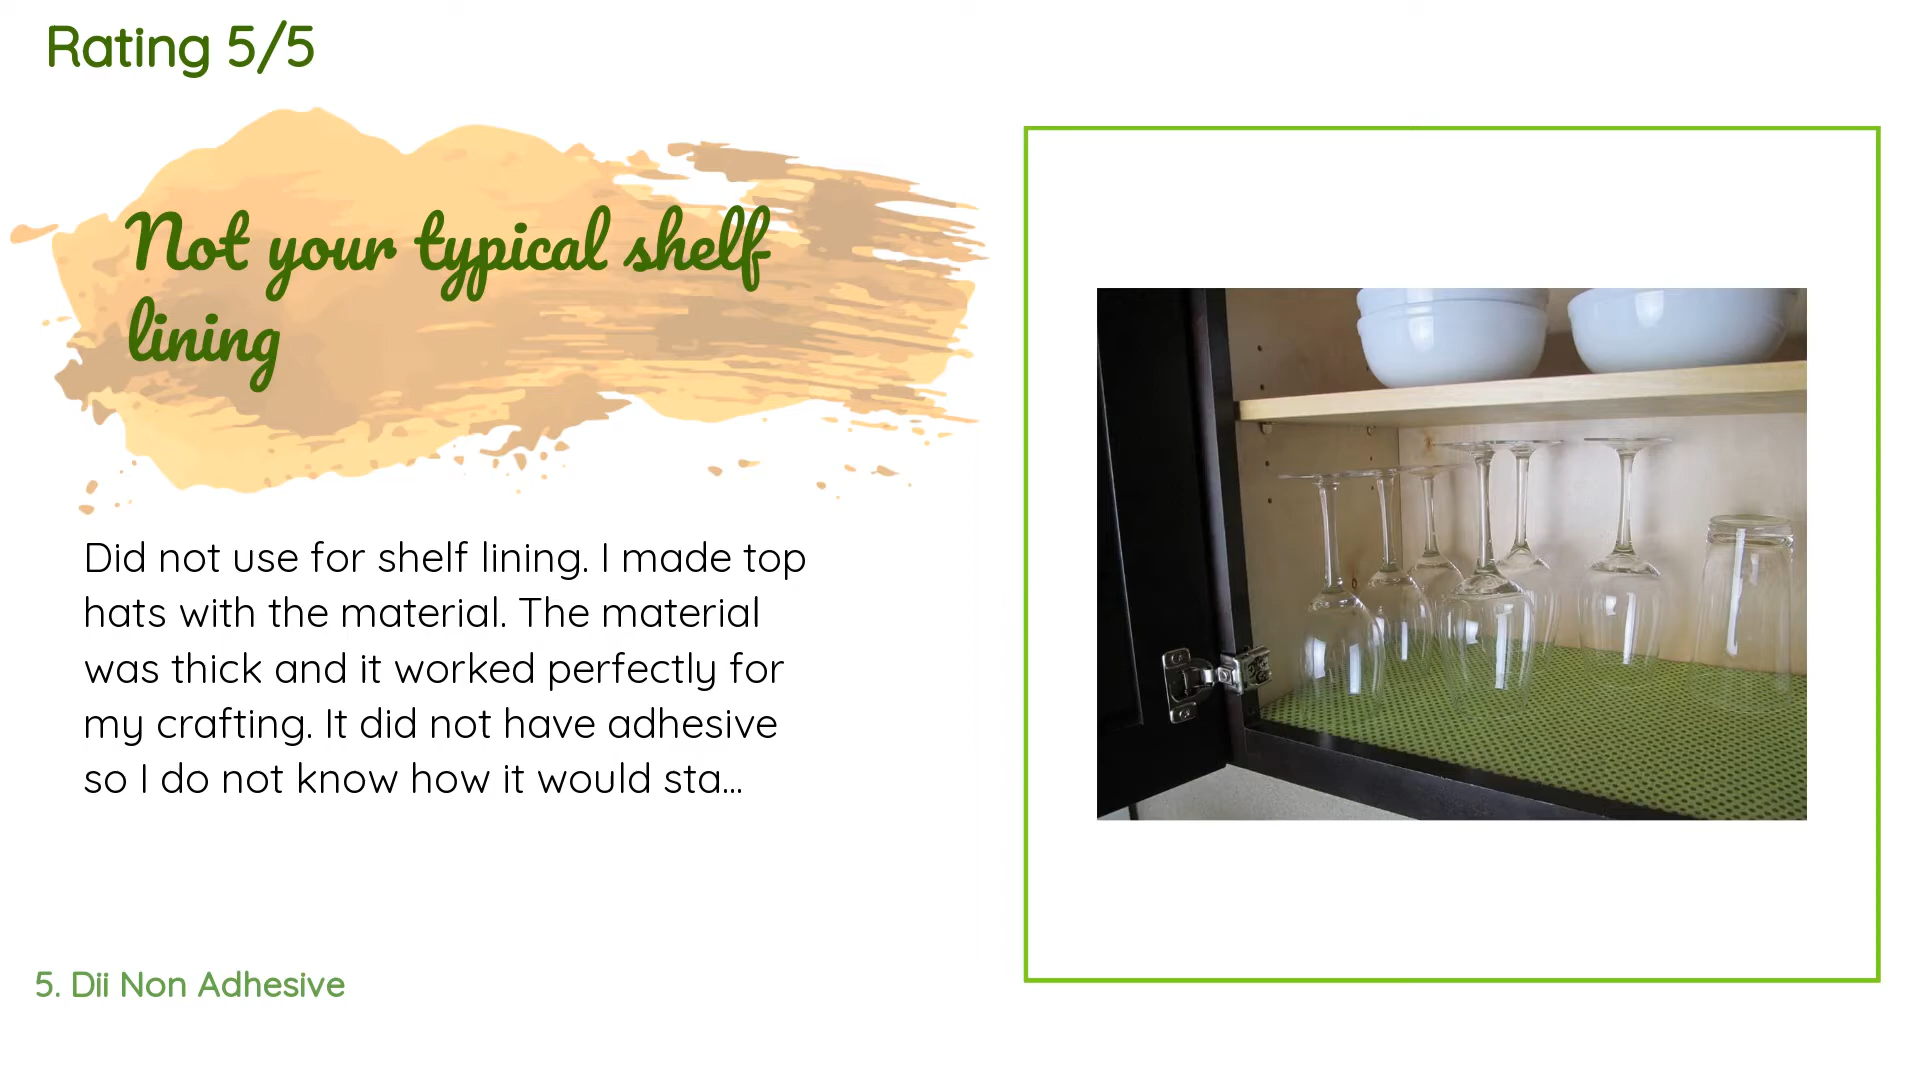 Rating 5/5
Not your typical shelf
lining
Did not use for shelf lining. I made top
hats with the material. The material
was thick and it worked perfectly for
my crafting. It did not have adhesive
so I do not know how it would sta...
5. Dii Non Adhesive